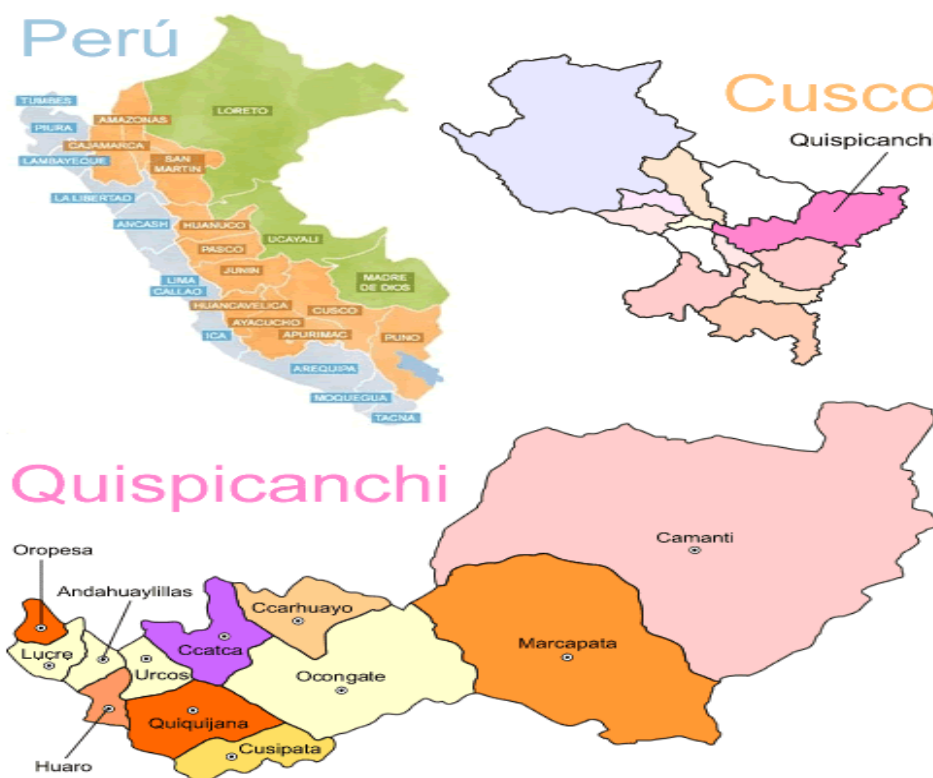 Perú
TUMBES
PIURA
LAMBAYEQUE
LA LIBERTAD
ANCASH
LIMA
CALLAO
ICA
AREQUIPA
MOQUEGUA
TACNA
AMAZONAS
CAJAMARCA
SAN
MARTIN
HUANUCO
PASCO
JUNIN
HUANCAVELICA
AYACUCHO
APURIMAC
CUSCO
PUNO
LORETO
UCAYALI
MADRE
DE DIOS
Cusco
Quispicanchi
Quispicanchi
Oropesa
Andahuaylillas
Lucre
Huaro
Urcos
Ccatca
Ccarhuayo
Quiquijana
Cusipata
Ocongate
Marcapata
Camanti